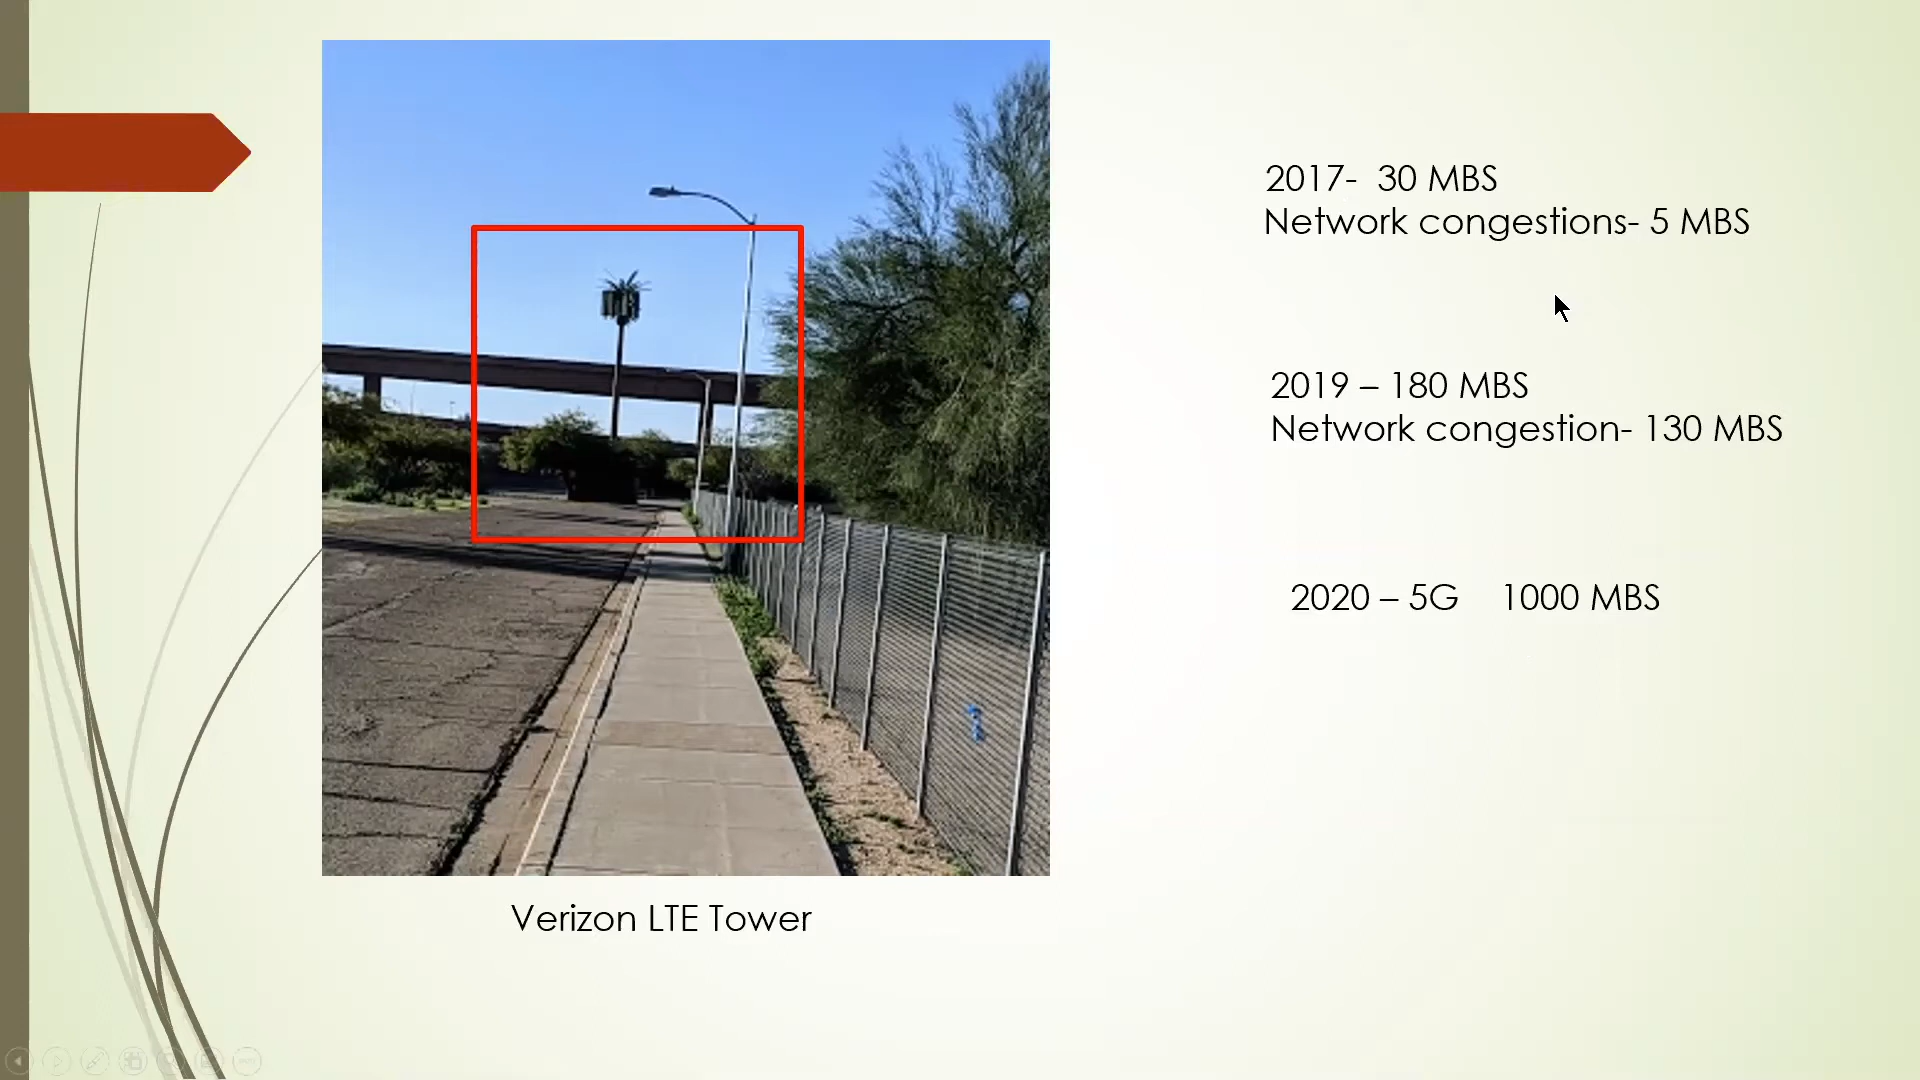 2017-  30 MBS
Network congestions- 5 MBS
2019 – 180 MBS
Network congestion- 130 MBS
2020 – 5G    1000 MBS
Verizon LTE Tower